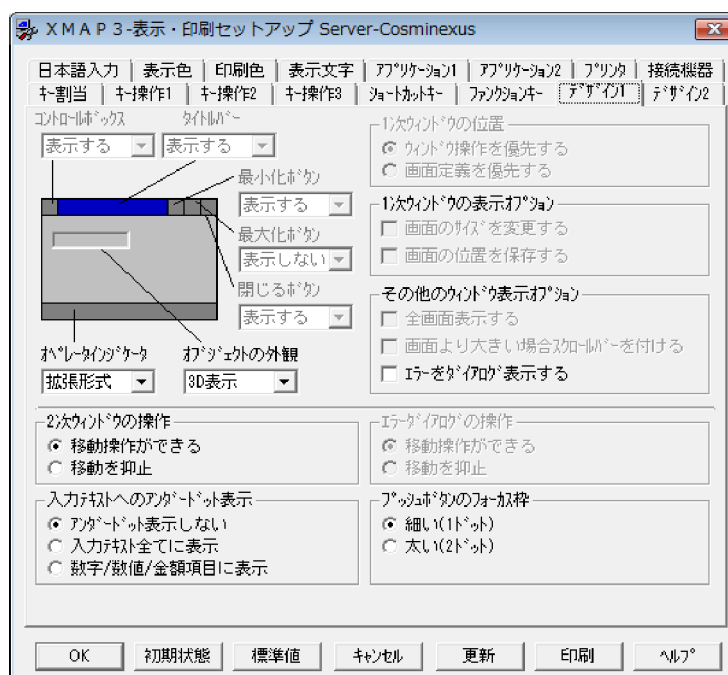 XMAP3-表示・印刷セットアップ Server-Cosminexus
日本語入力 表示色 印刷色 表示文字 ｱﾌﾟﾘｹｰｼｮﾝ1 ｱﾌﾟﾘｹｰｼｮﾝ2 ﾌﾟﾘﾝﾀ 接続機器
ｷｰ割当 ｷｰ操作1 ｷｰ操作2 ｷｰ操作3 ｼｮｰﾄｶｯﾄｷｰ ﾌｧﾝｸｼｮﾝｷｰ ﾃﾞｻﾞｲﾝ1 ﾃﾞｻﾞｲﾝ2
ｺﾝﾄﾛｰﾙﾎﾞｯｸｽ ﾀｲﾄﾙﾊﾞｰ
表示する 表示する
最小化ﾎﾞﾀﾝ
表示する
最大化ﾎﾞﾀﾝ
表示しない
閉じるﾎﾞﾀﾝ
表示する
ｵﾍﾟﾚｰﾀｲﾝｼﾞｹｰﾀ ｵﾌﾞｼﾞｪｸﾄの外観
拡張形式 3D表示
1次ｳｨﾝﾄﾞｳの位置
ｳｨﾝﾄﾞｳ操作を優先する
画面定義を優先する
1次ｳｨﾝﾄﾞｳの表示ｵﾌﾟｼｮﾝ
画面のｻｲｽﾞを変更する
画面の位置を保存する
その他のｳｨﾝﾄﾞｳ表示ｵﾌﾟｼｮﾝ
全画面表示する
画面より大きい場合ｽｸﾛｰﾙﾊﾞｰを付ける
ｴﾗｰをﾀﾞｲｱﾛｸﾞ表示する
2次ｳｨﾝﾄﾞｳの操作
移動操作ができる
移動を抑止
ｴﾗｰﾀﾞｲｱﾛｸﾞの操作
移動操作ができる
移動を抑止
入力ﾃｷｽﾄへのｱﾝﾀﾞｰﾄﾞｯﾄ表示
ｱﾝﾀﾞｰﾄﾞｯﾄ表示しない
入力ﾃｷｽﾄ全てに表示
数字/数値/金額項目に表示
ﾌﾟｯｼｭﾎﾞﾀﾝのﾌｫｰｶｽ枠
細い(1ﾄﾞｯﾄ)
太い(2ﾄﾞｯﾄ)
OK 初期状態 標準値 ｷｬﾝｾﾙ 更新 印刷 ﾍﾙﾌﾟ